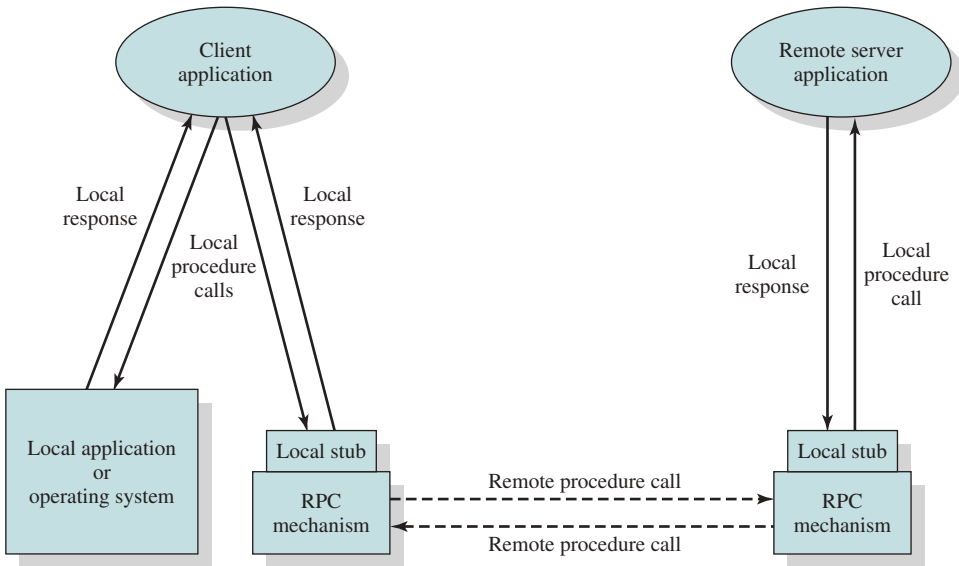 Client
application
Remote server
application
Local
response
Local
procedure
calls
Local
response
Local
response
Local
procedure
call
Local application
or
operating system
Local stub
RPC
mechanism
Remote procedure call
Remote procedure call
Local stub
RPC
mechanism